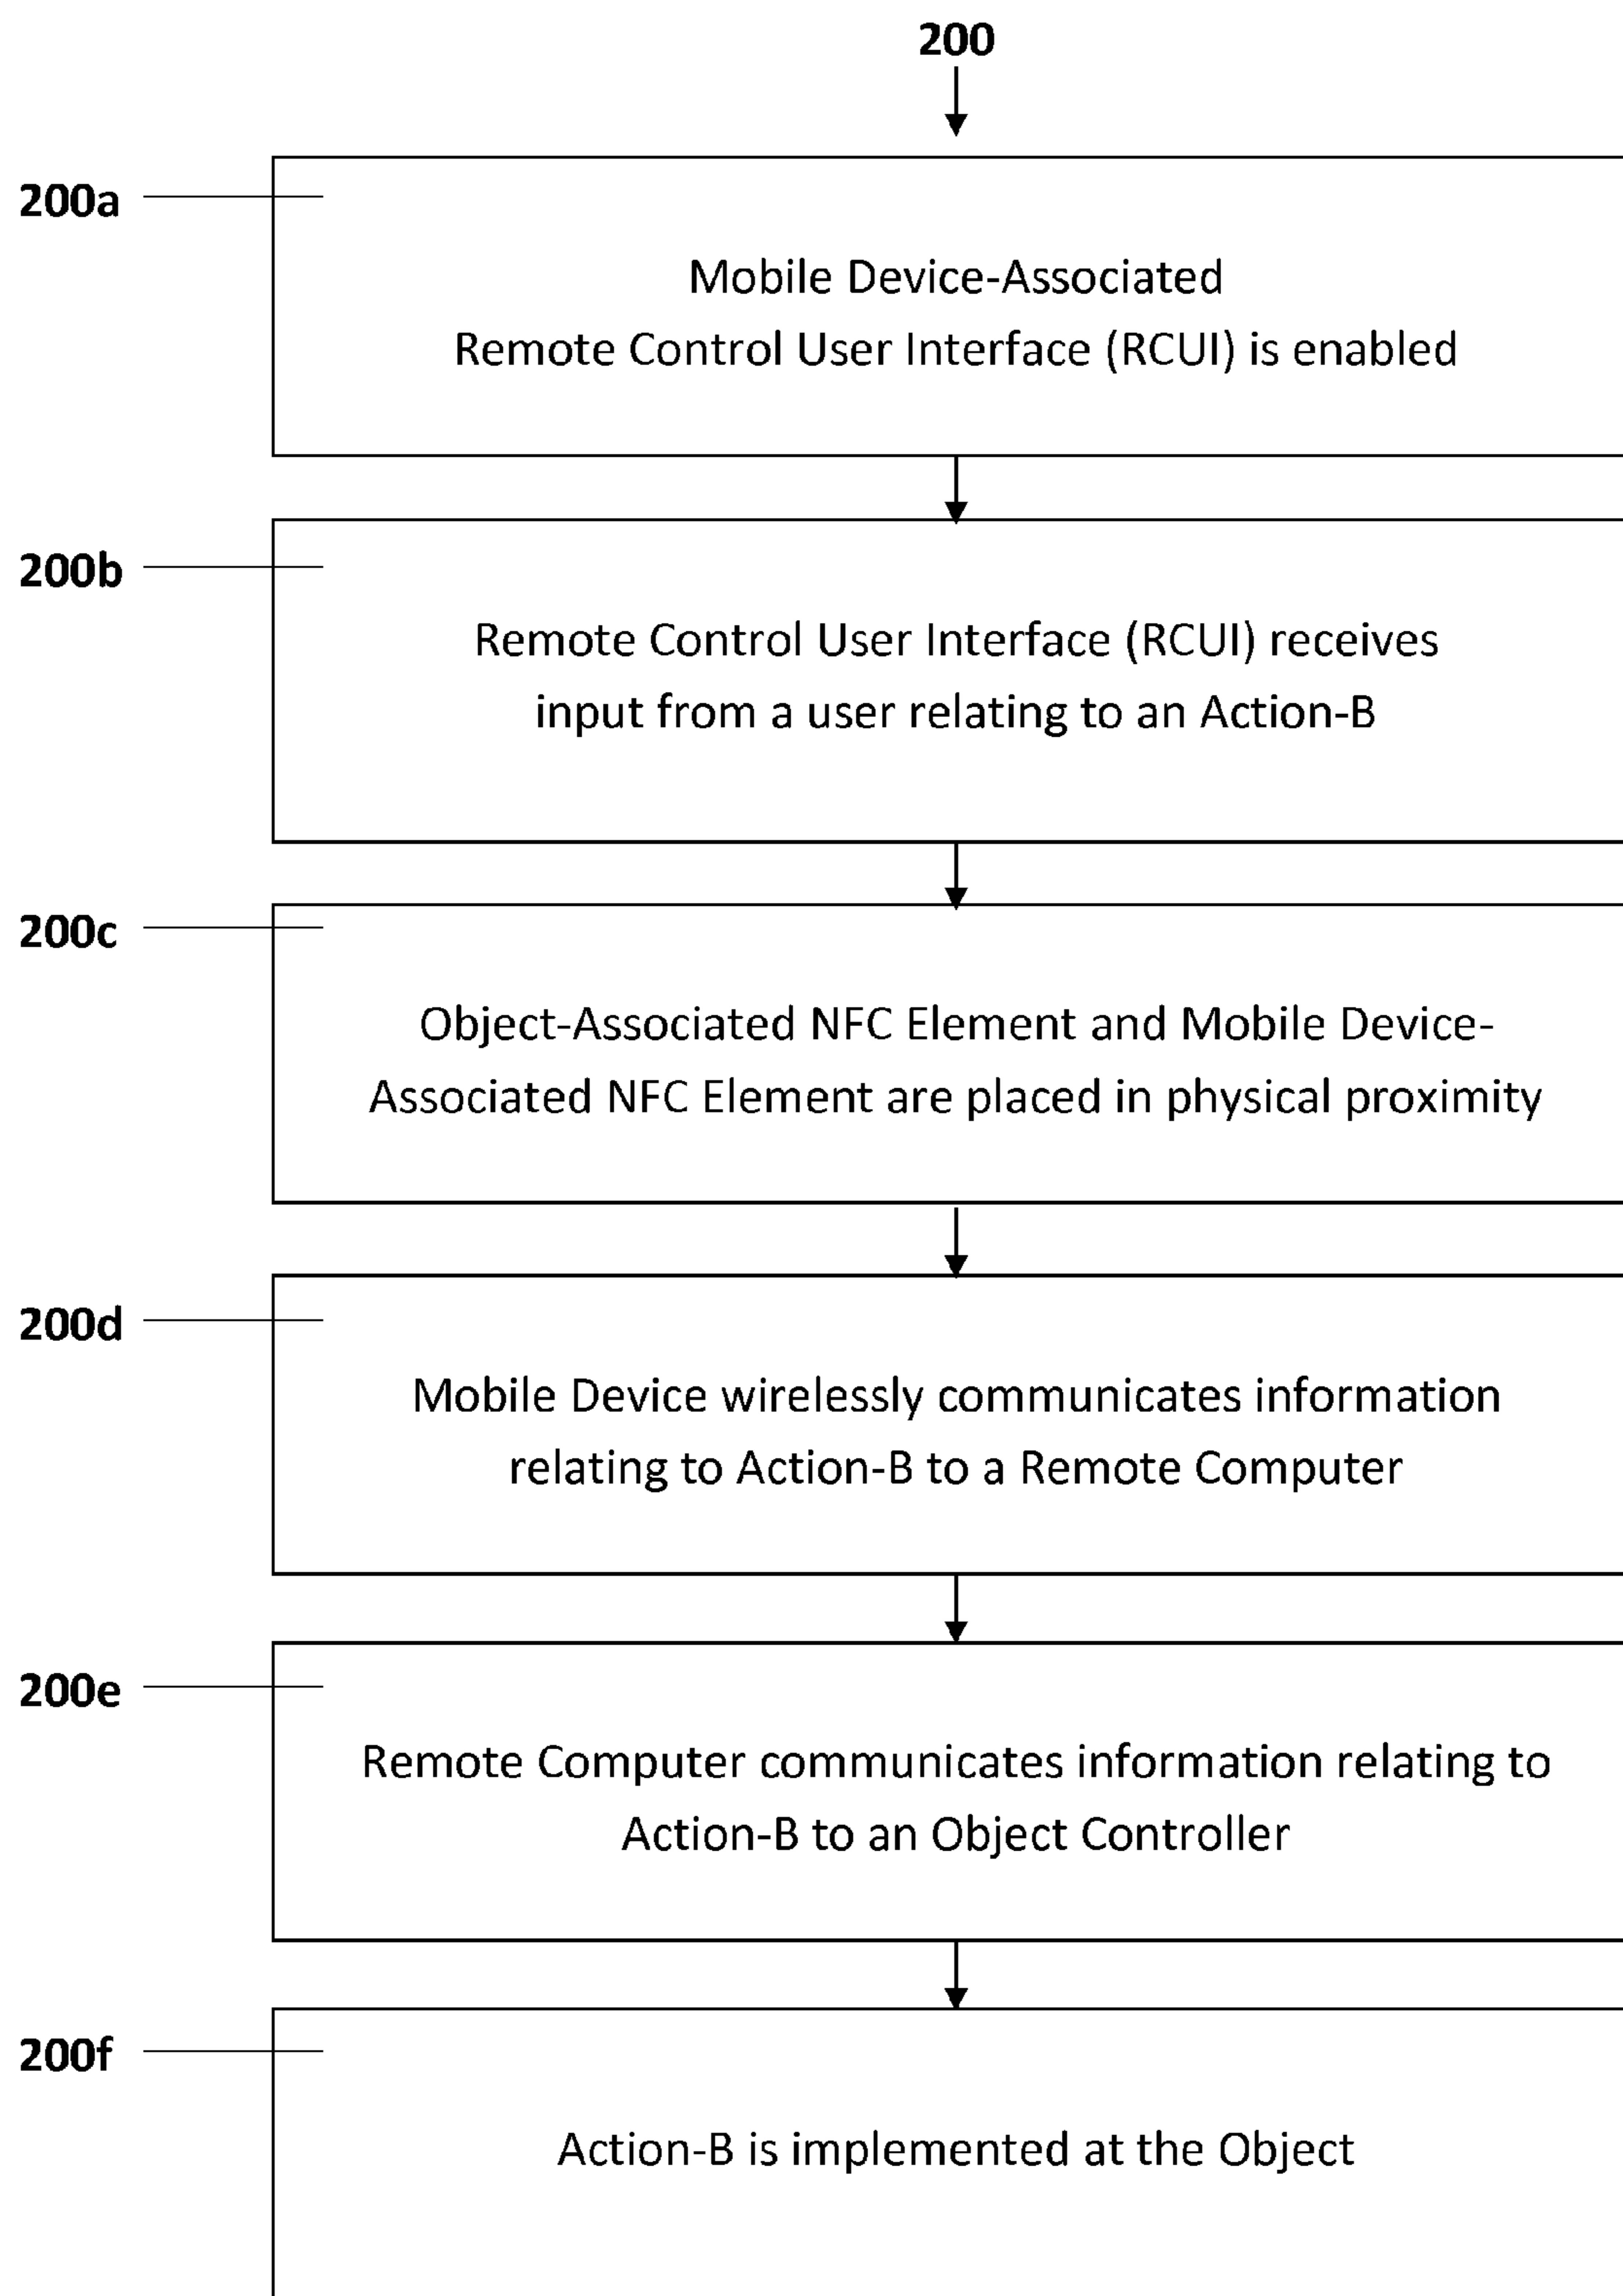 200
200a
Mobile Device-Associated
Remote Control User Interface (RCUI) is enabled
200b
Remote Control User Interface (RCUI) receives
input from a user relating to an Action-B
200c
Object-Associated NFC Element and Mobile Device-
Associated NFC Element are placed in physical proximity
200d
Mobile Device wirelessly communicates information
relating to Action-B to a Remote Computer
200e
Remote Computer communicates information relating to
Action-B to an Object Controller
200f
Action-B is implemented at the Object